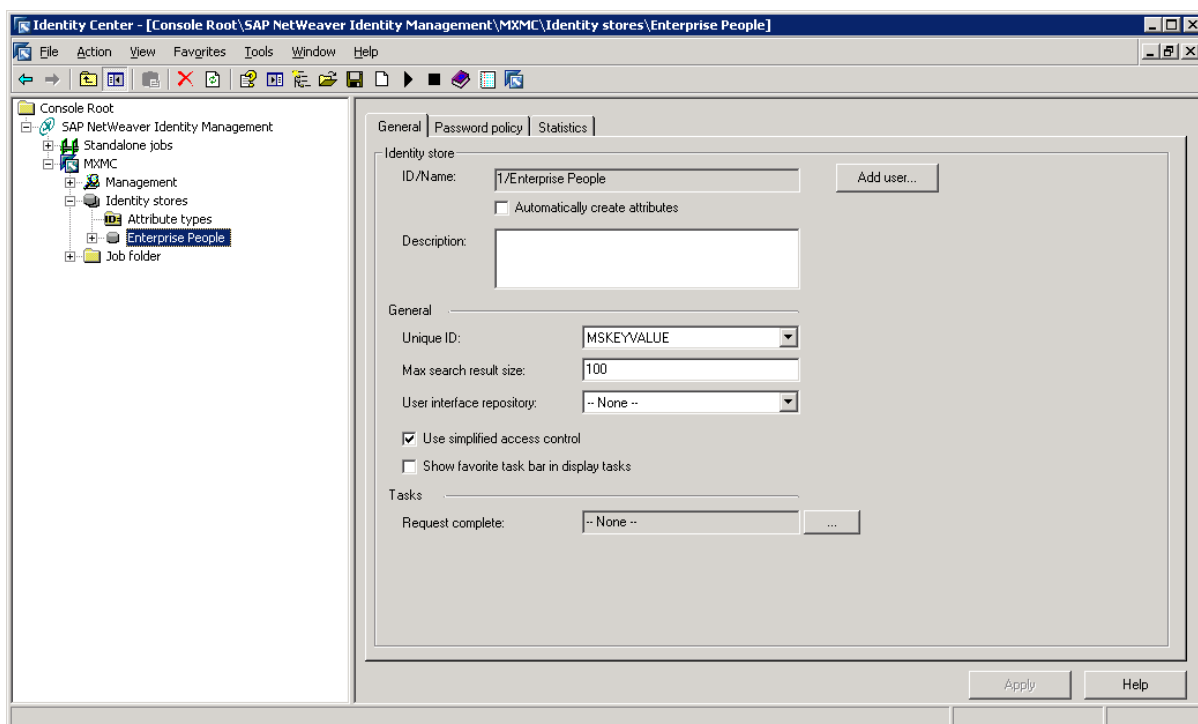 Identity Center - [Console Root\SAP NetWeaver Identity Management\MXMC\Identity stores\Enterprise People]
File Action View Favorites Tools Window Help
Console Root
SAP NetWeaver Identity Management
Standalone jobs
MXMC
Management
Identity stores
Attribute types
Enterprise People
Job folder
General Password policy Statistics
Identity store
ID/Name: 1/Enterprise People Add user...
Automatically create attributes
Description:
General
Unique ID: MSKEYVALUE
Max search result size: 100
User interface repository: -- None --
Use simplified access control
Show favorite task bar in display tasks
Tasks
Request complete: -- None -- ...
Apply Help